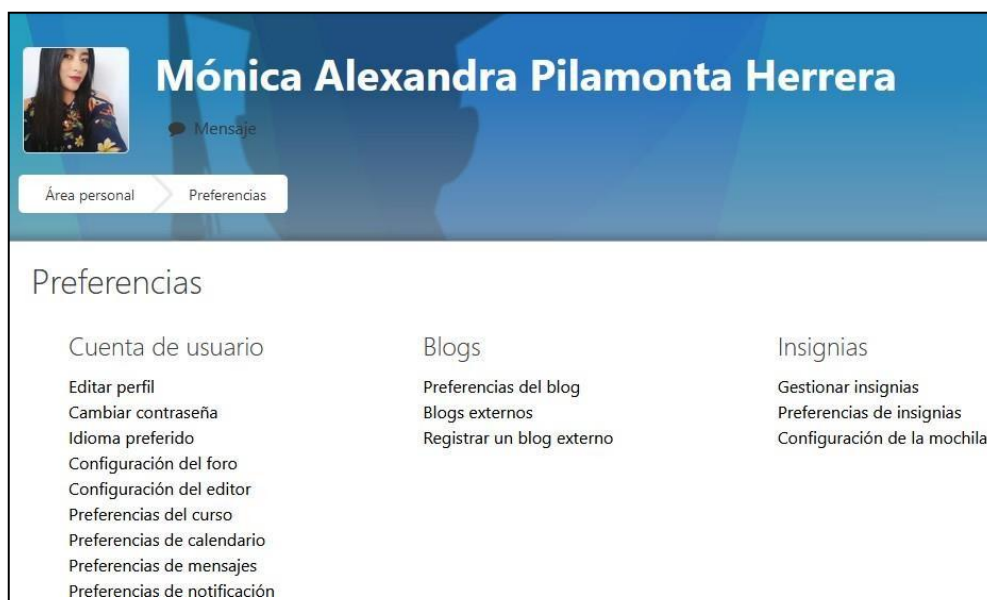 Mónica Alexandra Pilamonta Herrera
Mensaje
Área personal
Preferencias
Preferencias
Cuenta de usuario
Editar perfil
Cambiar contraseña
Idioma preferido
Configuración del foro
Configuración del editor
Preferencias del curso
Preferencias de calendario
Preferencias de mensajes
Preferencias de notificación
Blogs
Preferencias del blog
Blogs externos
Registrar un blog externo
Insignias
Gestionar insignias
Preferencias de insignias
Configuración de la mochila